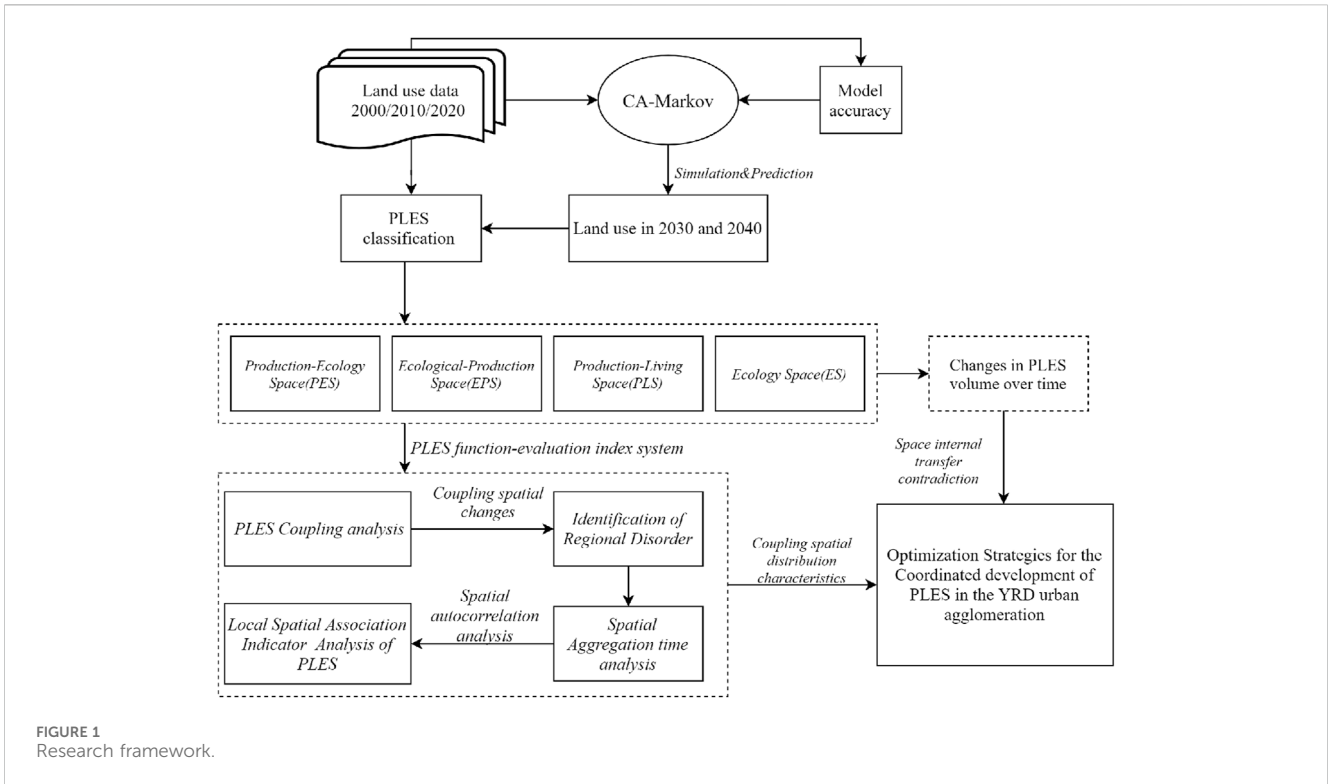 Land use data
2000/2010/2020
CA-Markov
Model
accuracy
Simulation&Prediction
PLES
classification
Land use in 2030 and 2040
Production-Ecology
Space(PES)
Ecological-Production
Space(EPS)
Production-Living
Space(PLS)
Ecology Space(ES)
Changes in PLES
volume over time
PLES function-evaluation index system
Space internal
transfer
contradiction
PLES Coupling analysis
Coupling spatial
changes
Identification of
Regional Disorder
Coupling spatial
distribution
characteristics
Optimization Strategies for the
Coordinated development of
PLES in the YRD urban
agglomeration
Local Spatial Association
Indicator Analysis of
PLES
Spatial
autocorrelation
analysis
Spatial
Aggregation time
analysis
FIGURE 1
Research framework.